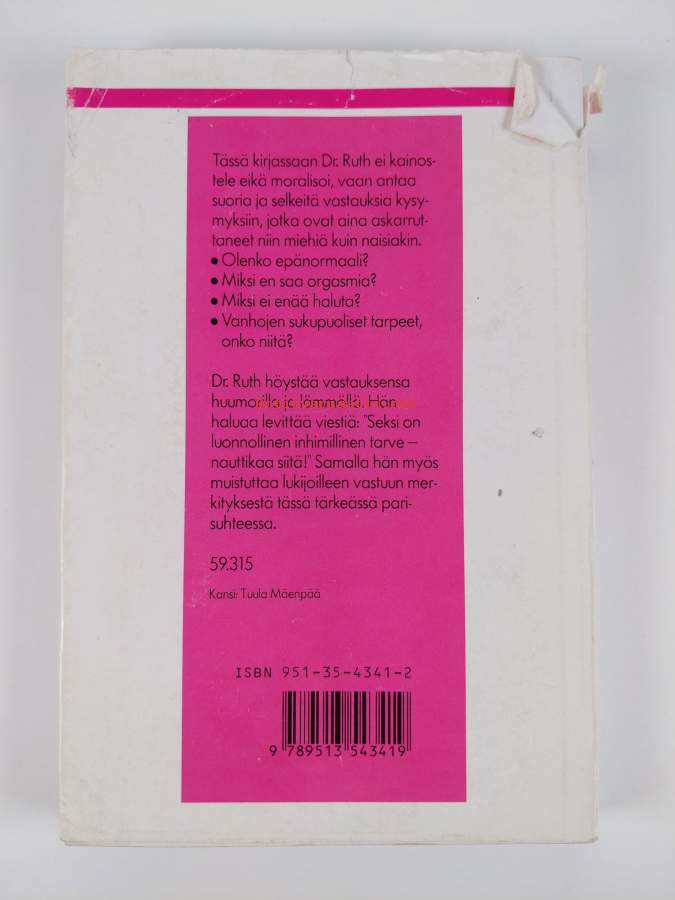 Tässä kirjassaan Dr. Ruth ei kainos-
tele eikä moralisoi, vaan antaa
suoria ja selkeitä vastauksia kysy-
myksiin, jotka ovat aina askarrut-
taneet niin miehiä kuin naisiakin.
• Olenko epänormaali?
• Miksi en saa orgasmia?
• Miksi ei enää haluta?
• Vanhojen sukupuoliset tarpeet,
onko niitä?
Dr. Ruth höystää vastauksensa
huumorilla ja lämmöllä. Hän
haluaa levittää viestiä: "Seksi on
luonnollinen inhimillinen tarve –
nauttikaa siitä!" Samalla hän myös
muistuttaa lukijoilleen vastuun mer-
kityksestä tässä tärkeässä pari-
suhteessa.
59.315
Kansi: Tuula Mäenpää
ISBN 951-35-4341-2
9 789513 543419